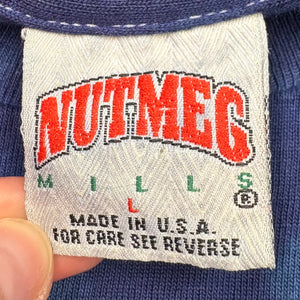 NUTMEG
MILLS ®
L
MADE IN U.S.A.
FOR CARE SEE REVERSE